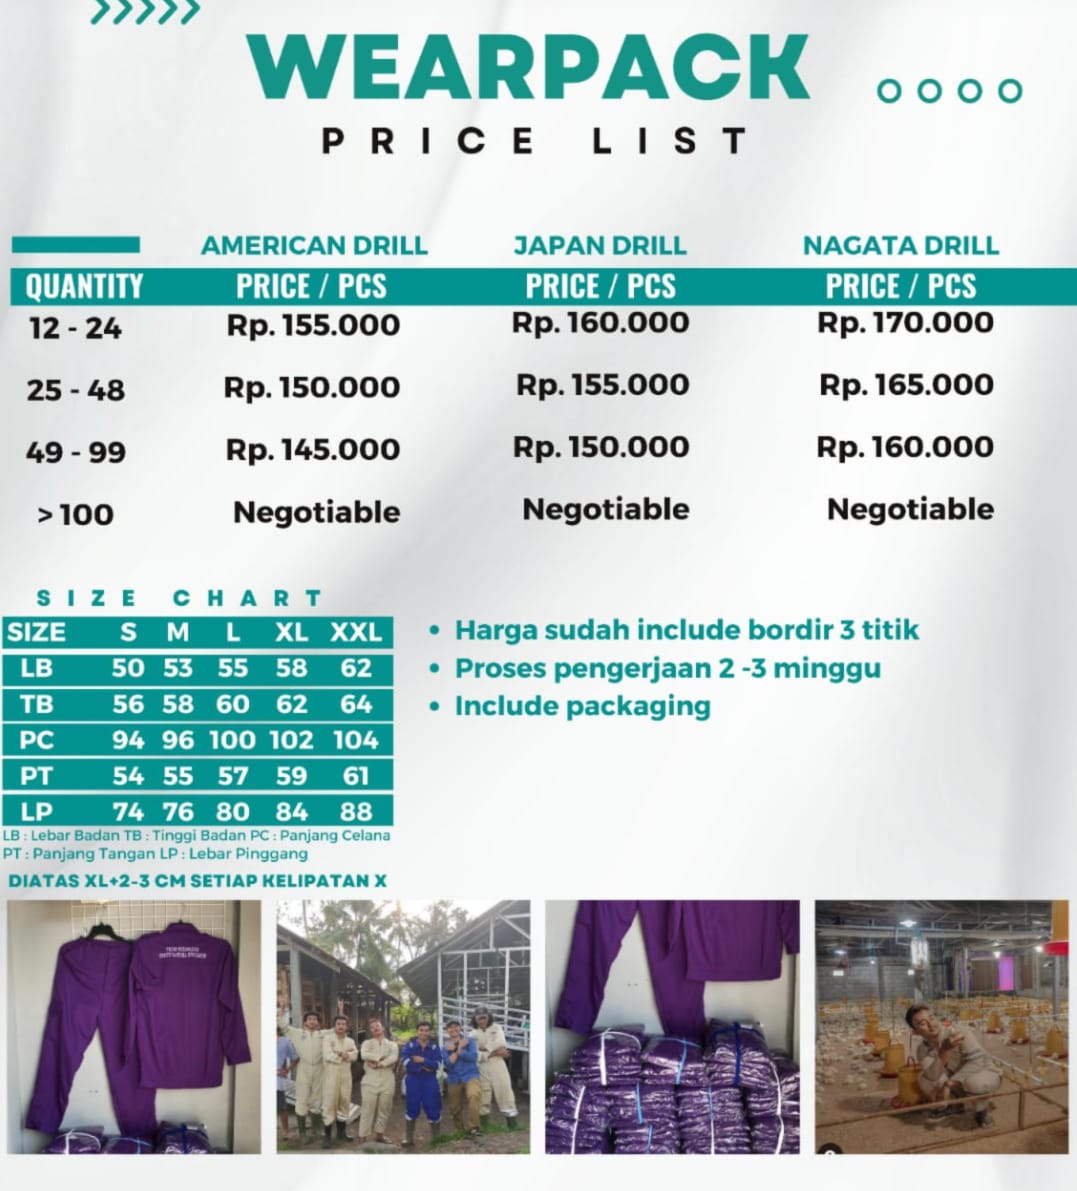 WEARPACK
PRICE LIST
AMERICAN DRILL JAPAN DRILL NAGATA DRILL
QUANTITY PRICE / PCS PRICE / PCS PRICE / PCS
12 - 24 Rp. 155.000 Rp. 160.000 Rp. 170.000
25 - 48 Rp. 150.000 Rp. 155.000 Rp. 165.000
49 - 99 Rp. 145.000 Rp. 150.000 Rp. 160.000
> 100 Negotiable Negotiable Negotiable
SIZE CHART
SIZE S M L XL XXL
LB 50 53 55 58 62
TB 56 58 60 62 64
PC 94 96 100 102 104
PT 54 55 57 59 61
LP 74 76 80 84 88
LB : Lebar Badan TB : Tinggi Badan PC : Panjang Celana
PT : Panjang Tangan LP : Lebar Pinggang
DIATAS XL+2-3 CM SETIAP KELIPATAN X
• Harga sudah include bordir 3 titik
• Proses pengerjaan 2 -3 minggu
• Include packaging